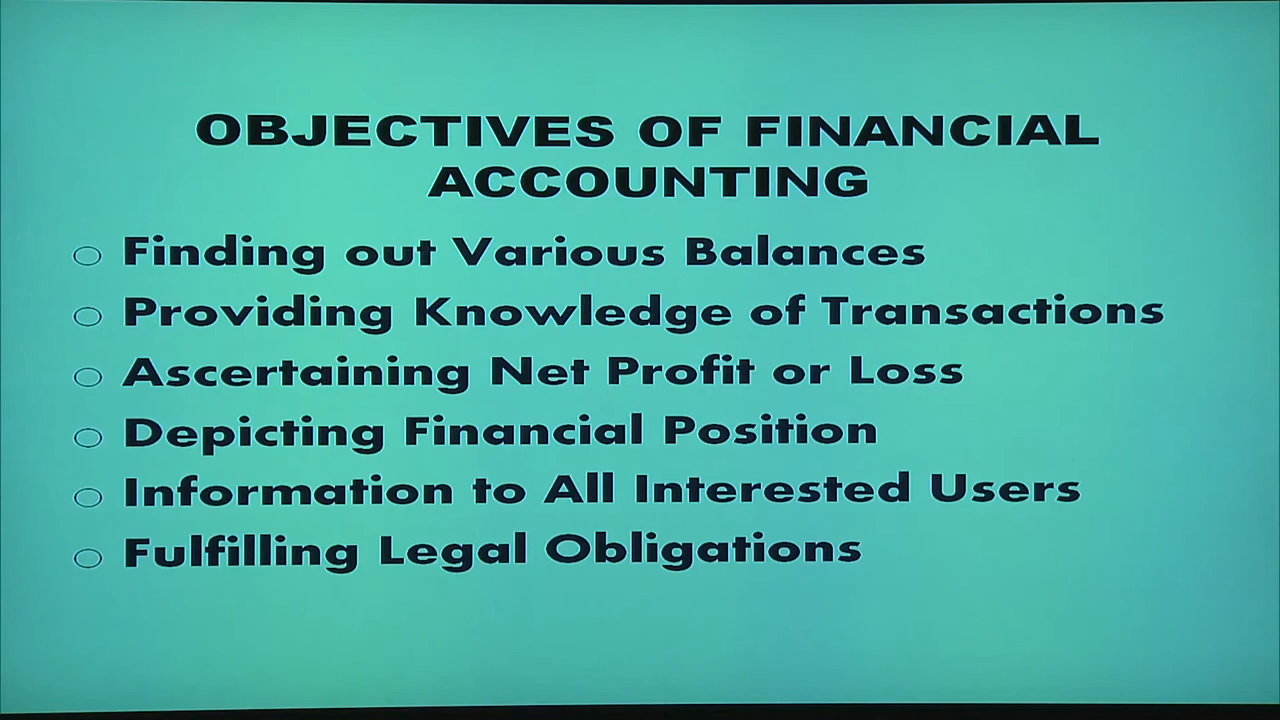 OBJECTIVES OF FINANCIAL
ACCOUNTING
Finding out Various Balances
Providing Knowledge of Transactions
Ascertaining Net Profit or Loss
Depicting Financial Position
Information to All Interested Users
Fulfilling Legal Obligations